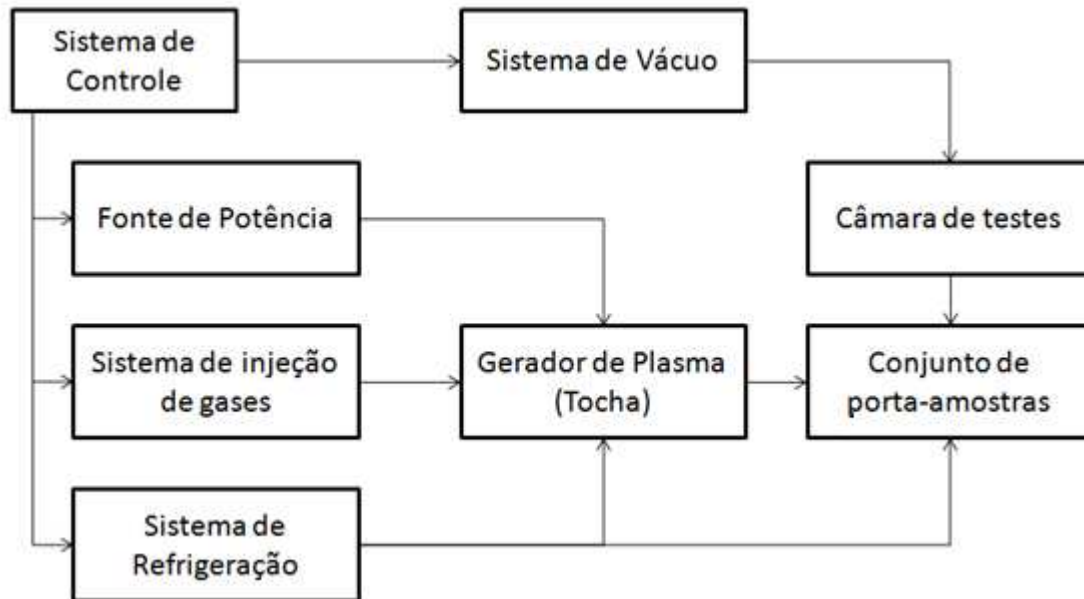 Sistema de
Controle
Sistema de Vácuo
Fonte de Potência
Câmara de testes
Sistema de injeção
de gases
Gerador de Plasma
(Tocha)
Conjunto de
porta-amostras
Sistema de
Refrigeração